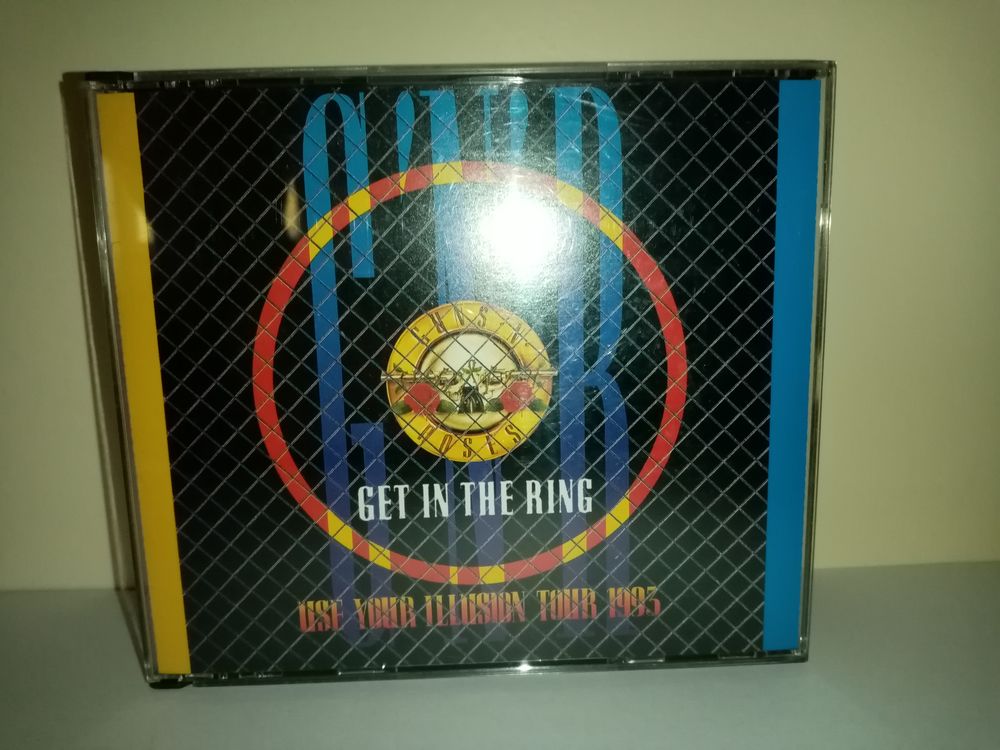 G N' R
GUNS N'
ROSES
GET IN THE RING
USE YOUR ILLUSION TOUR 1993